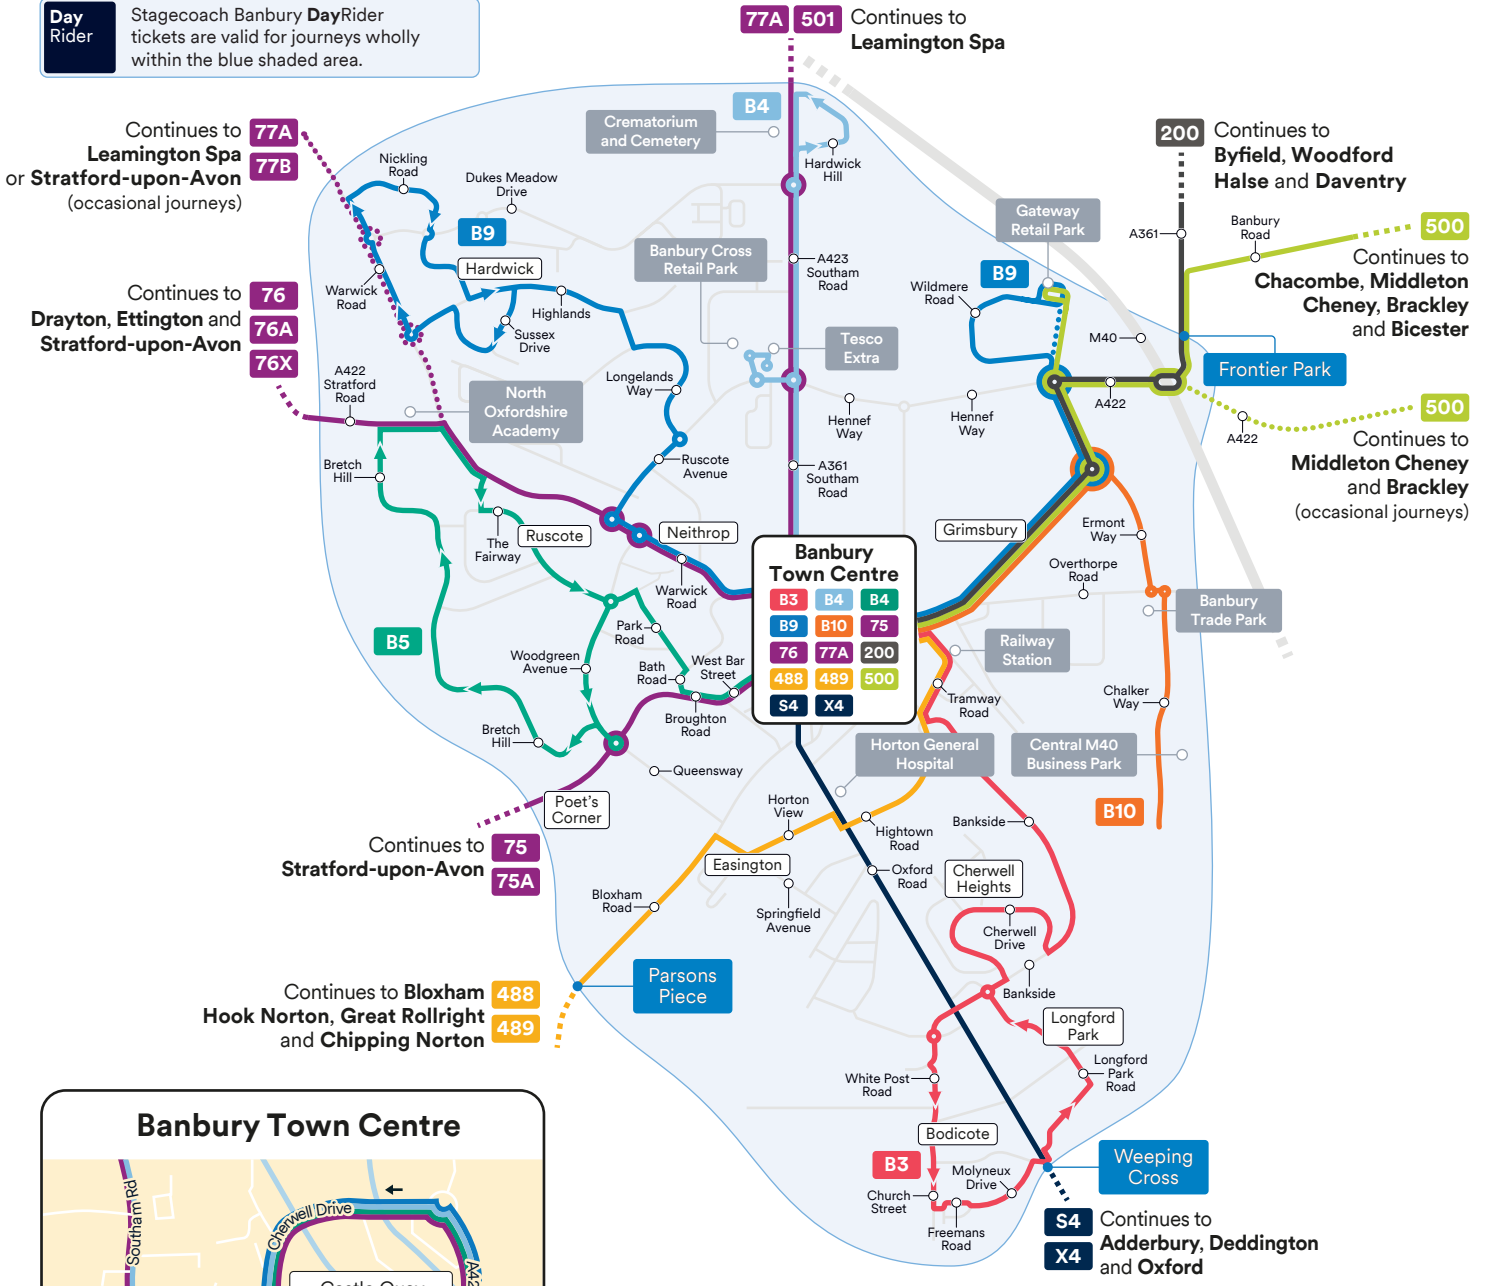 Day
Rider
Stagecoach Banbury DayRider
tickets are valid for journeys wholly
within the blue shaded area.
77A 501
Continues to
Leamington Spa
Continues to
Leamington Spa
or Stratford-upon-Avon
(occasional journeys)
77A
77B
Nickling
Road
Dukes Meadow
Drive
B9
Hardwick
Warwick
Road
Highlands
Sussex
Drive
Crematorium
and Cemetery
B4
Hardwick
Hill
Banbury Cross
Retail Park
A423
Southam
Road
Tesco
Extra
Hennef
Way
Hennef
Way
A361
Southam
Road
Gateway
Retail Park
B9
Wildmere
Road
M40
A422
200
Continues to
Byfield, Woodford
Halse and Daventry
A361
Banbury
Road
500
Continues to
Chacombe, Middleton
Cheney, Brackley
and Bicester
Frontier Park
A422
500
Continues to
Middleton Cheney
and Brackley
(occasional journeys)
Continues to
Drayton, Ettington and
Stratford-upon-Avon
76
76A
76X
A422
Stratford
Road
North
Oxfordshire
Academy
Longelands
Way
Ruscote
Avenue
Bretch
Hill
The
Fairway
Ruscote
Neithrop
Warwick
Road
Grimsbury
Ermont
Way
Overthorpe
Road
Banbury
Trade Park
Banbury
Town Centre
B3 B4 B4
B9 B10 75
76 77A 200
488 489 500
S4 X4
Railway
Station
Tramway
Road
Chalker
Way
Central M40
Business Park
B10
B5
Park
Road
Woodgreen
Avenue
Bath
Road
West Bar
Street
Broughton
Road
Bretch
Hill
Queensway
Poet's
Corner
Continues to
Stratford-upon-Avon
75
75A
Horton General
Hospital
Horton
View
Hightown
Road
Easington
Bloxham
Road
Springfield
Avenue
Oxford
Road
Bankside
Cherwell
Heights
Cherwell
Drive
Bankside
Parsons
Piece
Continues to Bloxham
Hook Norton, Great Rollright
and Chipping Norton
488
489
Longford
Park
Longford
Park
Road
White Post
Road
Bodicote
B3
Molyneux
Drive
Church
Street
Freemans
Road
Weeping
Cross
S4
X4
Continues to
Adderbury, Deddington
and Oxford
Banbury Town Centre
Southam Rd
Cherwell Drive